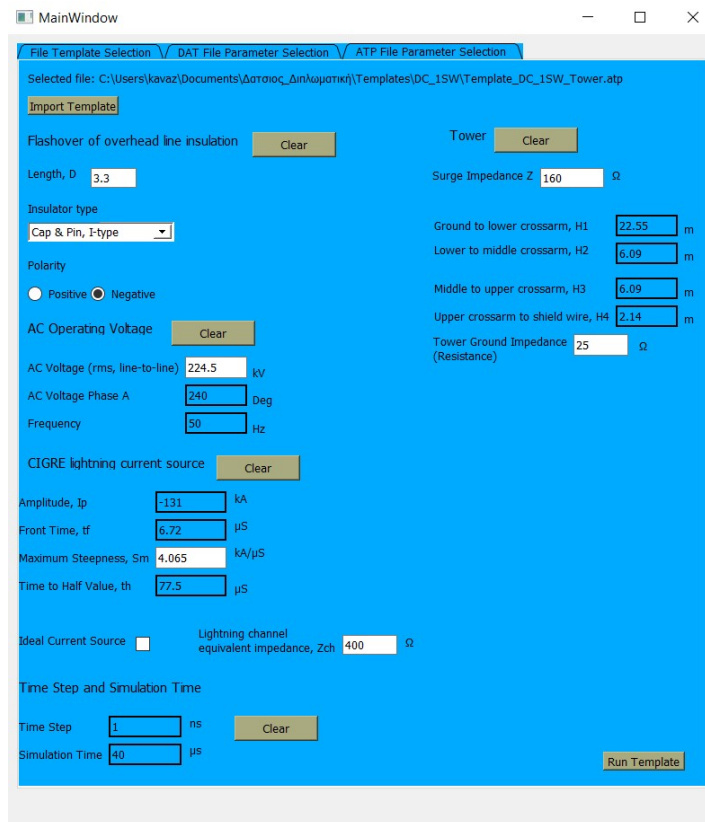 MainWindow
File Template Selection
DAT File Parameter Selection
ATP File Parameter Selection
Selected file: C:\Users\kavaz\Documents\Δατσιος_Διπλωματική\Templates\DC_1SW\Template_DC_1SW_Tower.atp
Import Template
Flashover of overhead line insulation
Clear
Length, D
3.3
Insulator type
Cap & Pin, I-type
Polarity
Positive
Negative
AC Operating Voltage
Clear
AC Voltage (rms, line-to-line)
224.5
kV
AC Voltage Phase A
240
Deg
Frequency
50
Hz
CIGRE lightning current source
Clear
Amplitude, Ip
-131
kA
Front Time, tf
6.72
μS
Maximum Steepness, Sm
4.065
kA/μS
Time to Half Value, th
77.5
μS
Ideal Current Source
Lightning channel
equivalent impedance, Zch
400
Ω
Time Step and Simulation Time
Time Step
1
ns
Clear
Simulation Time
40
μs
Tower
Clear
Surge Impedance Z
160
Ω
Ground to lower crossarm, H1
22.55
m
Lower to middle crossarm, H2
6.09
m
Middle to upper crossarm, H3
6.09
m
Upper crossarm to shield wire, H4
2.14
m
Tower Ground Impedance
(Resistance)
25
Ω
Run Template